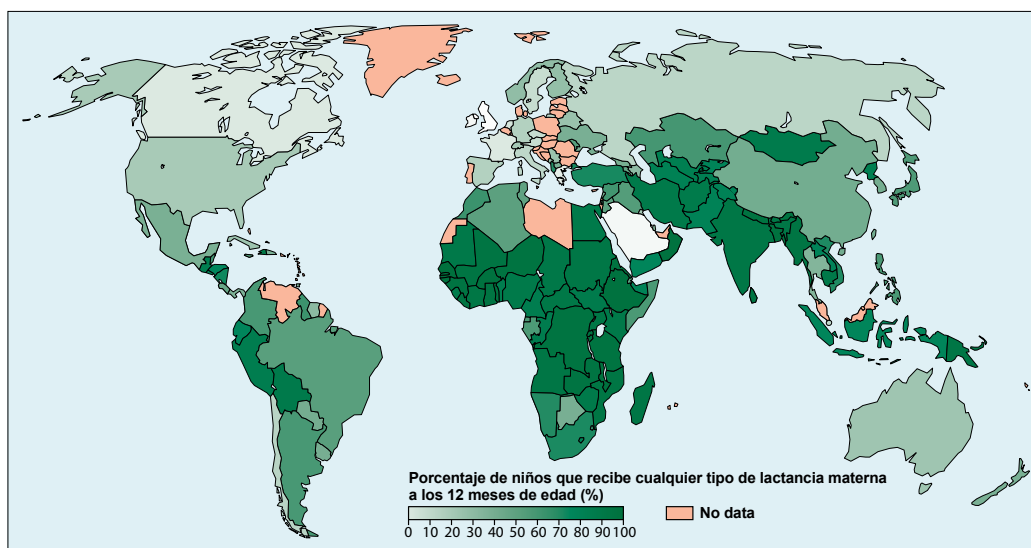 Porcentaje de niños que recibe cualquier tipo de lactancia materna
a los 12 meses de edad (%)
No data
0 10 20 30 40 50 60 70 80 90 100